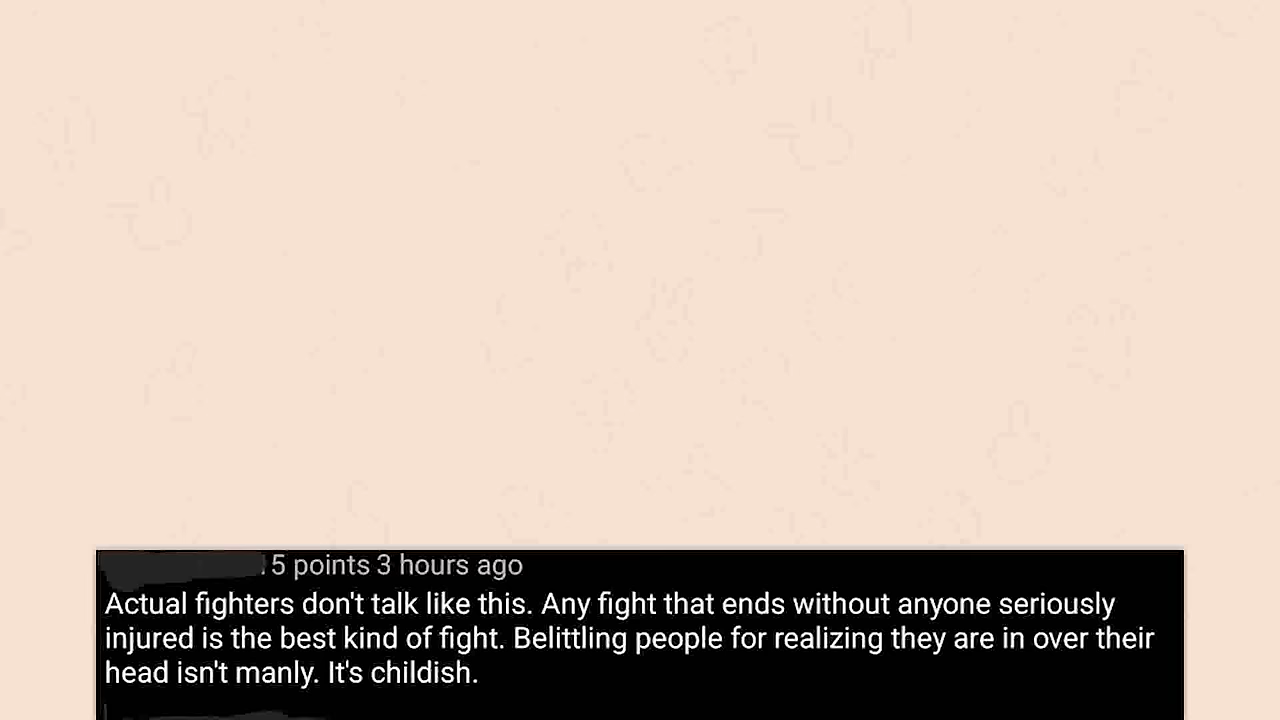 5 points 3 hours ago
Actual fighters don't talk like this. Any fight that ends without anyone seriously
injured is the best kind of fight. Belittling people for realizing they are in over their
head isn't manly. It's childish.